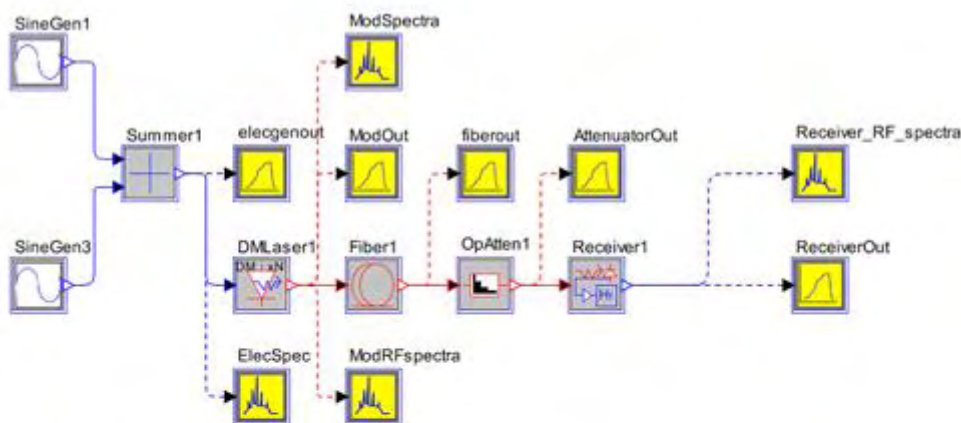 ModSpectra
SineGen1
Summer1
elecgenout
ModOut
fiberout
AttenuatorOut
Receiver_RF_spectra
SineGen3
DMLaser1
Fiber1
OpAtten1
Receiver1
ReceiverOut
ElecSpec
ModRFspectra